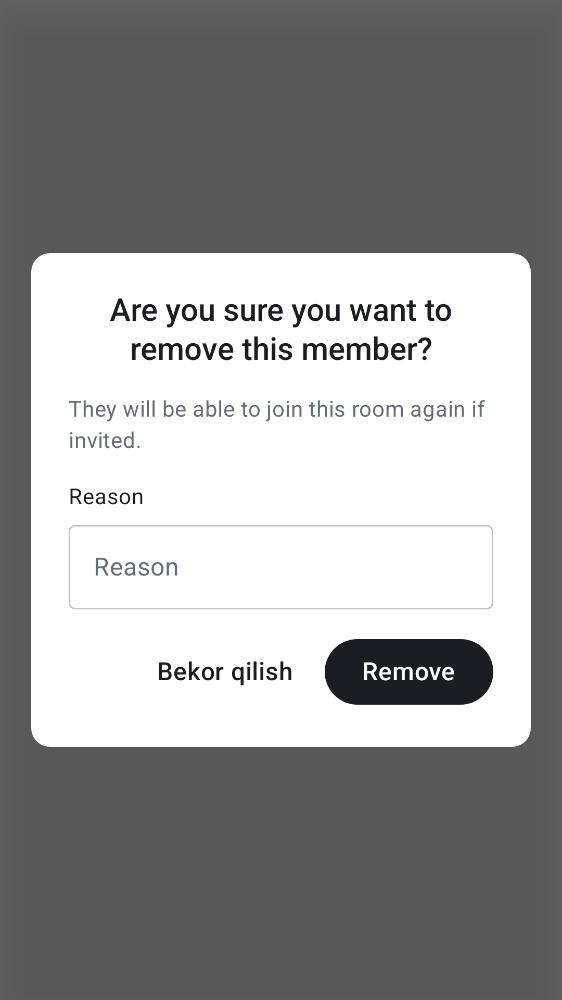 Are you sure you want to
remove this member?
They will be able to join this room again if
invited.
Reason
Reason
Bekor qilish
Remove